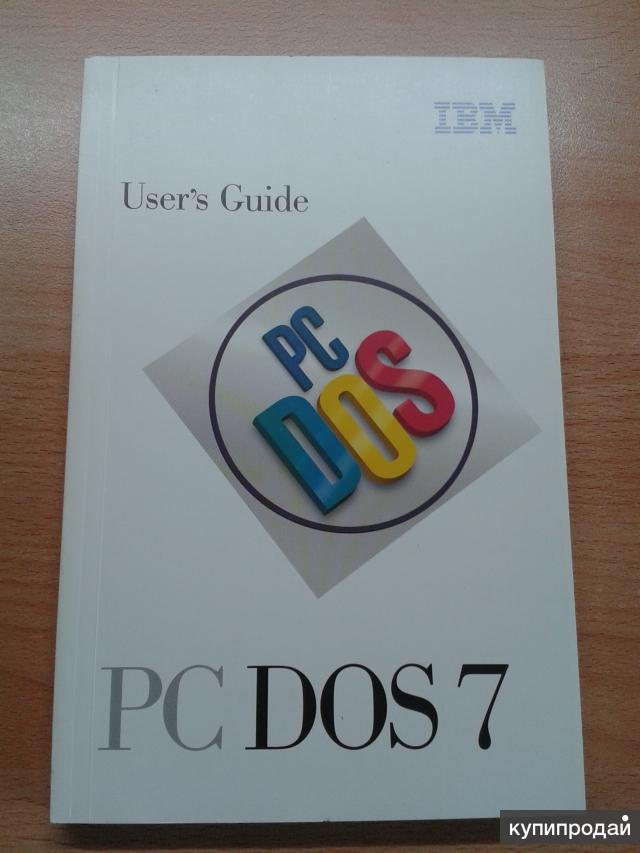 IBM
User's Guide
PC
DOS
PC DOS 7
купипродай